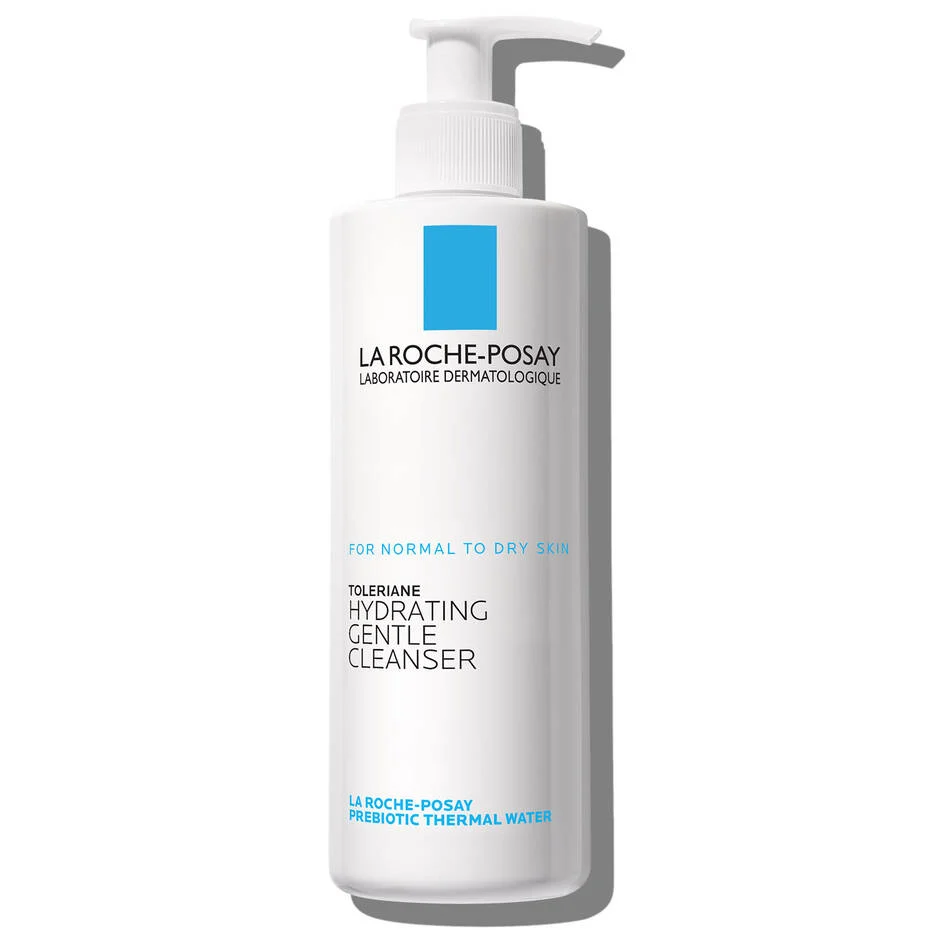 LA ROCHE-POSAY
LABORATOIRE DERMATOLOGIQUE
FOR NORMAL TO DRY SKIN
TOLERIANE
HYDRATING
GENTLE
CLEANSER
LA ROCHE-POSAY
PREBIOTIC THERMAL WATER